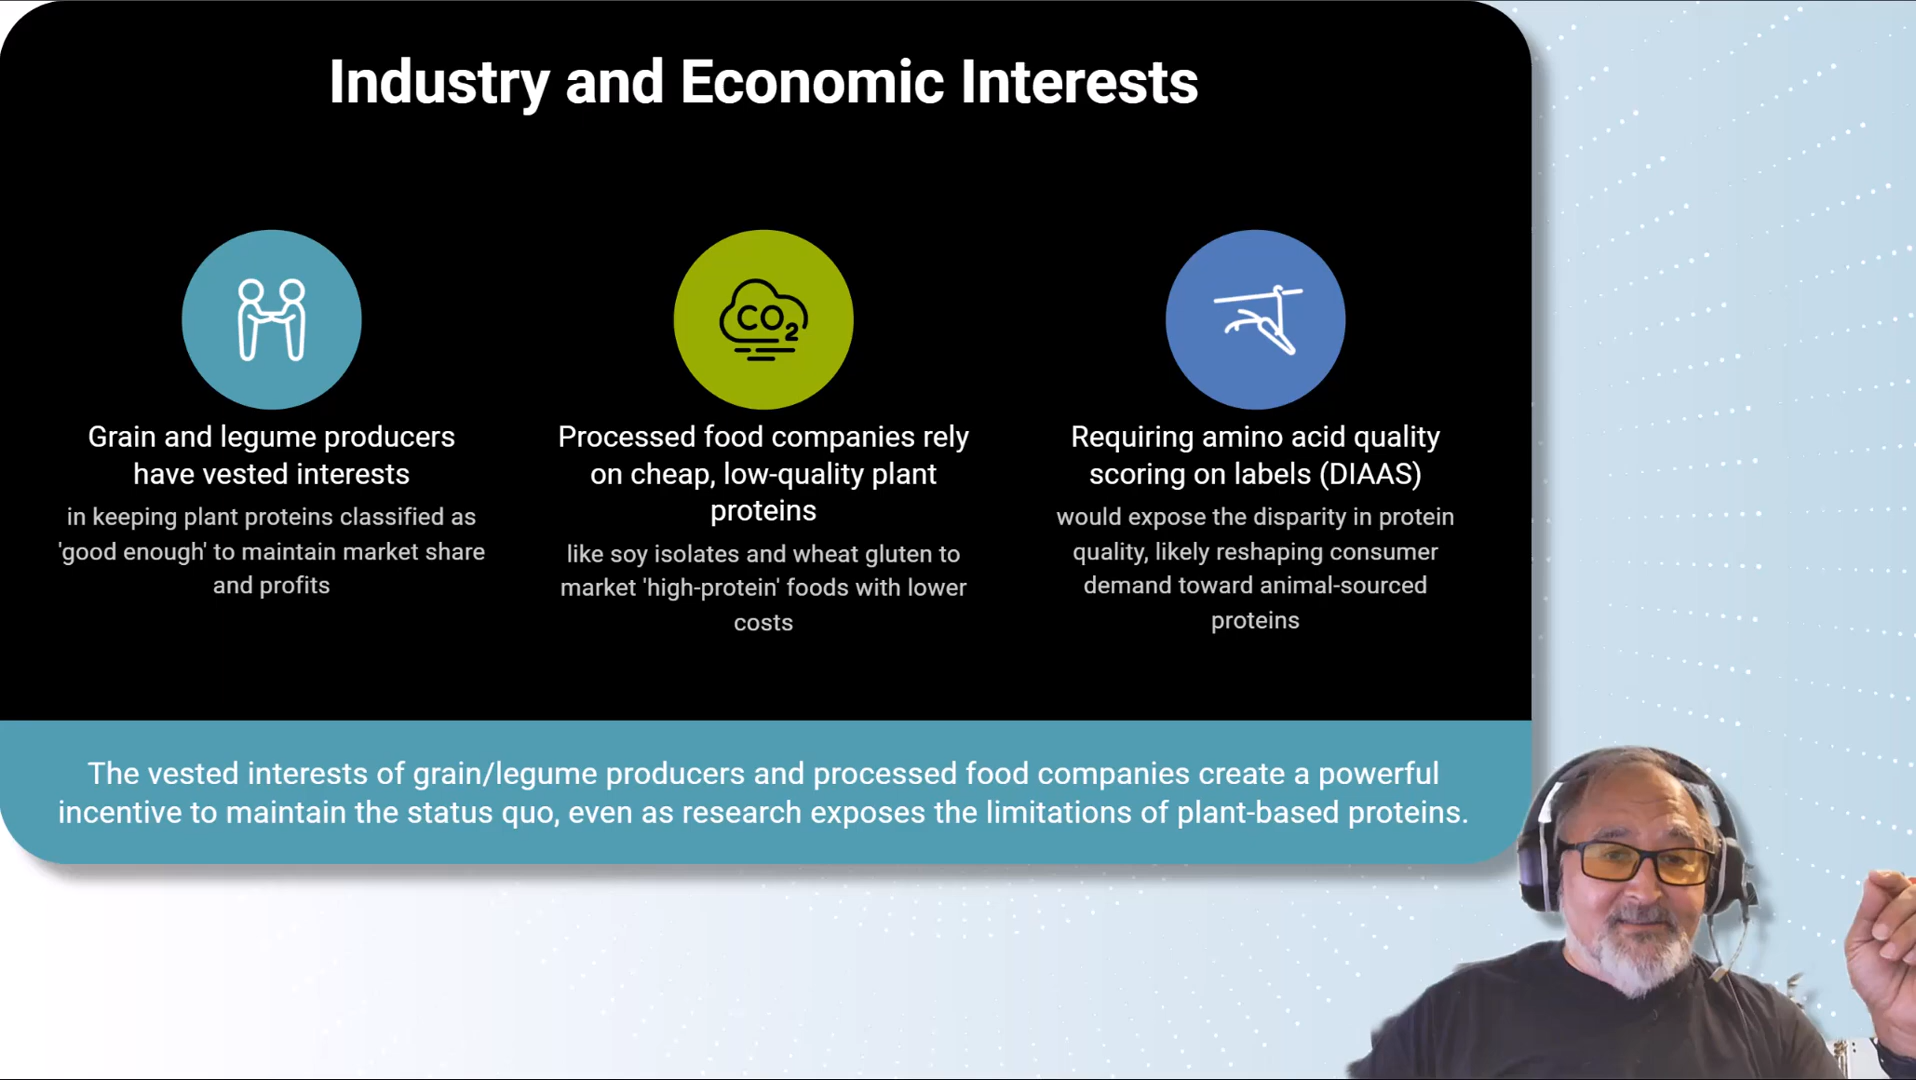 Industry and Economic Interests
CO2
Grain and legume producers
have vested interests
in keeping plant proteins classified as
'good enough' to maintain market share
and profits
Processed food companies rely
on cheap, low-quality plant
proteins
like soy isolates and wheat gluten to
market 'high-protein' foods with lower
costs
Requiring amino acid quality
scoring on labels (DIAAS)
would expose the disparity in protein
quality, likely reshaping consumer
demand toward animal-sourced
proteins
The vested interests of grain/legume producers and processed food companies create a powerful
incentive to maintain the status quo, even as research exposes the limitations of plant-based proteins.